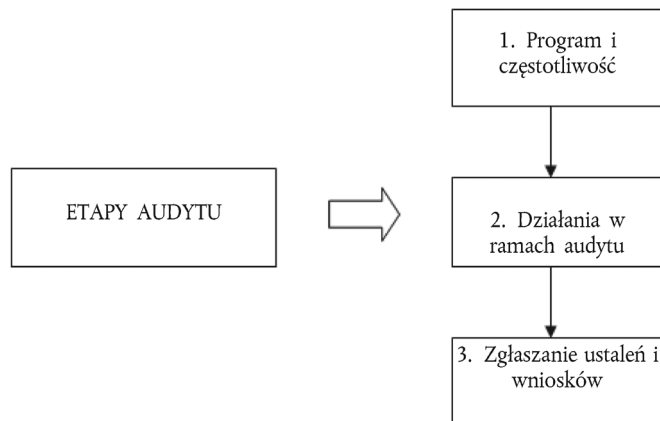 ETAPY AUDYTU
1. Program i
częstotliwość
2. Działania w
ramach audytu
3. Zgłaszanie ustaleń i
wniosków